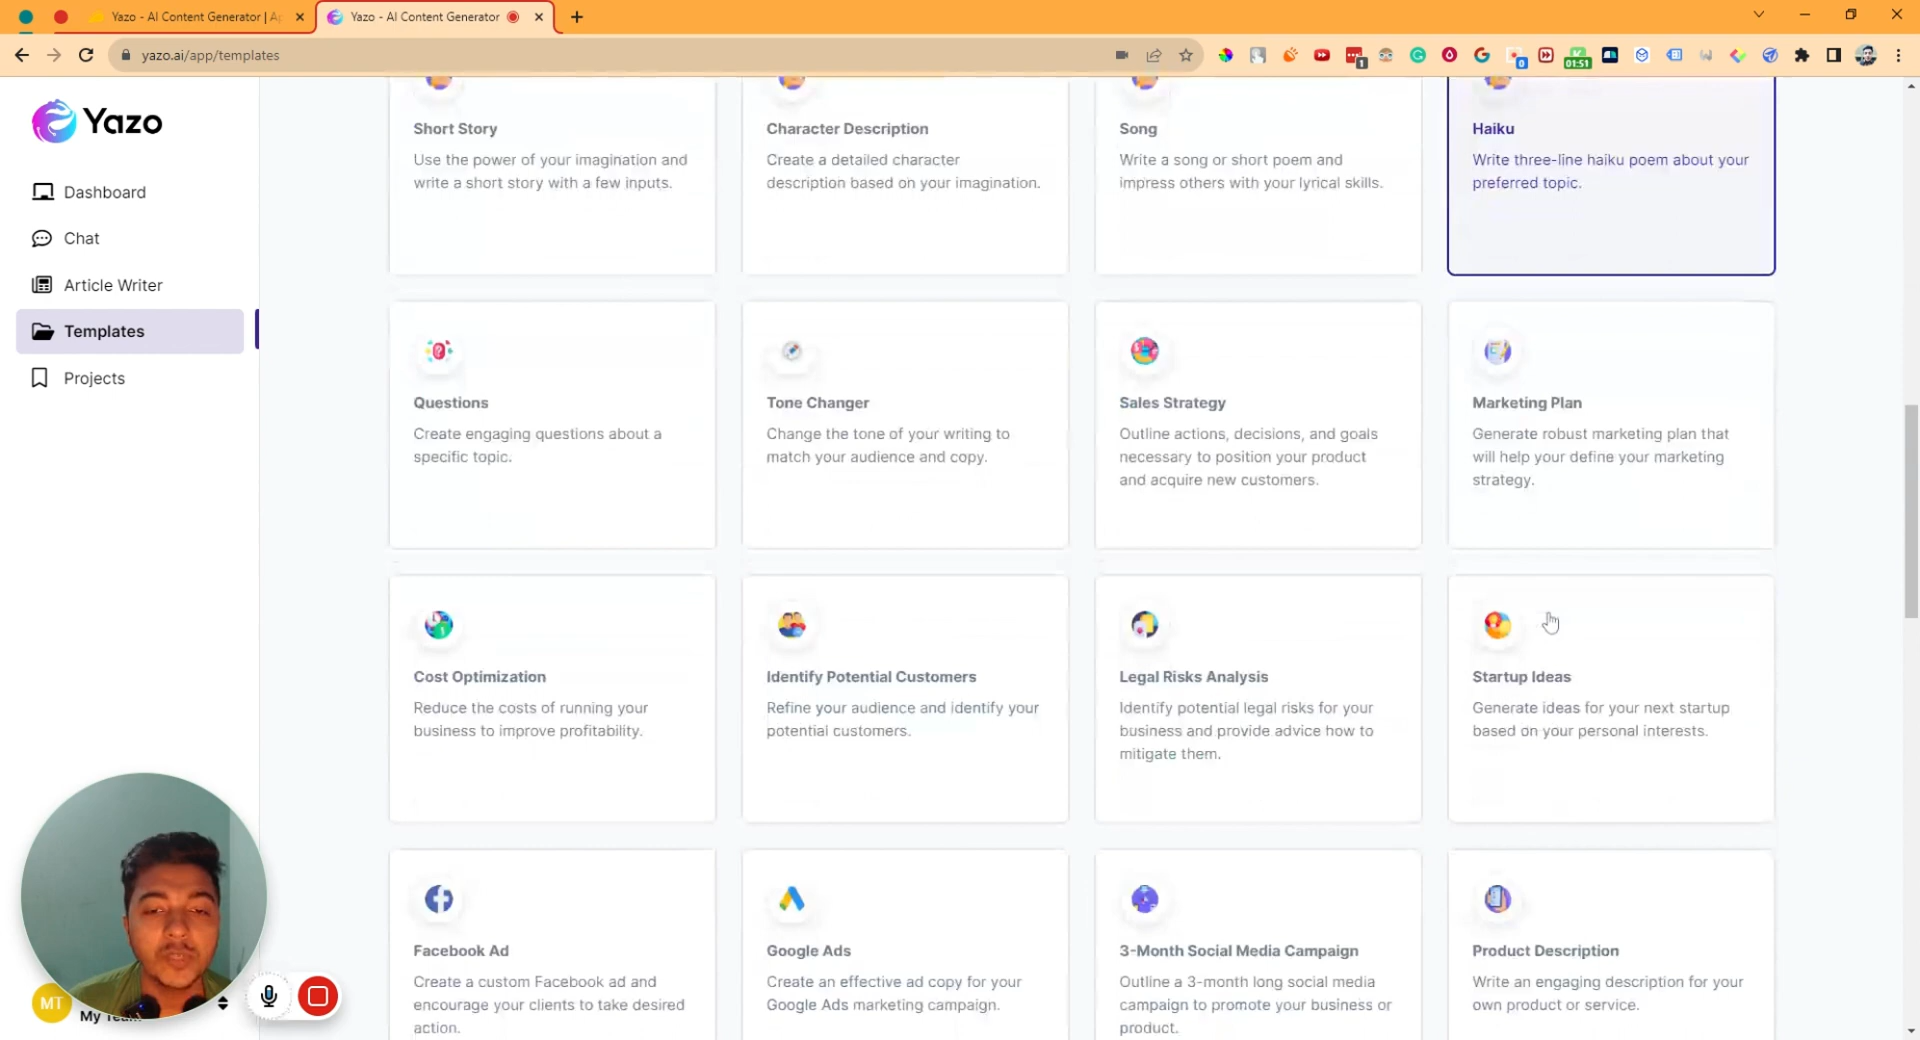 Yazo - AI Content Generator | Ap
Yazo - AI Content Generator
yazo.ai/app/templates
1
0
01:51
Yazo
Dashboard
Chat
Article Writer
Templates
Projects
Short Story
Use the power of your imagination and
write a short story with a few inputs.
Character Description
Create a detailed character
description based on your imagination.
Song
Write a song or short poem and
impress others with your lyrical skills.
Haiku
Write three-line haiku poem about your
preferred topic.
Questions
Create engaging questions about a
specific topic.
Tone Changer
Change the tone of your writing to
match your audience and copy.
Sales Strategy
Outline actions, decisions, and goals
necessary to position your product
and acquire new customers.
Marketing Plan
Generate robust marketing plan that
will help your define your marketing
strategy.
Cost Optimization
Reduce the costs of running your
business to improve profitability.
Identify Potential Customers
Refine your audience and identify your
potential customers.
Legal Risks Analysis
Identify potential legal risks for your
business and provide advice how to
mitigate them.
Startup Ideas
Generate ideas for your next startup
based on your personal interests.
Facebook Ad
Create a custom Facebook ad and
encourage your clients to take desired
action.
Google Ads
Create an effective ad copy for your
Google Ads marketing campaign.
3-Month Social Media Campaign
Outline a 3-month long social media
campaign to promote your business or
product.
Product Description
Write an engaging description for your
own product or service.
MT
My Team